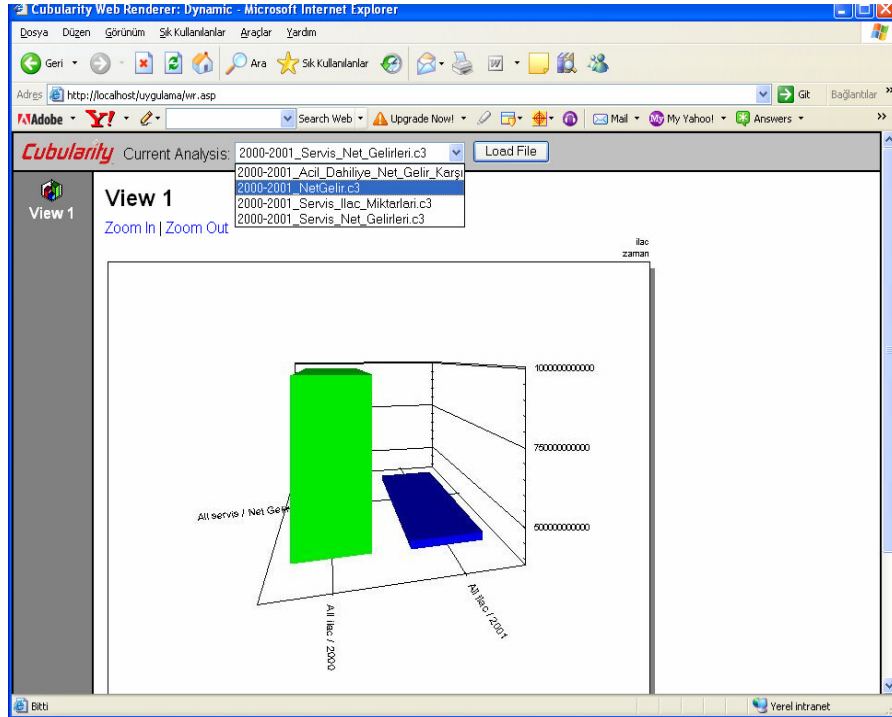 Cubularity Web Renderer: Dynamic - Microsoft Internet Explorer
Dosya Düzen Görünüm Sık Kullanılanlar Araçlar Yardım
Geri Ara Sık Kullanılanlar
Adres http://localhost/uygulama/wr.asp Git Bağlantılar »
Adobe Y! Search Web Upgrade Now! Mail My Yahoo! Answers »
Cubularity Current Analysis: 2000-2001_Servis_Net_Gelirleri.c3 Load File
2000-2001_Acil_Dahiliye_Net_Gelir_Karşı
2000-2001_NetGelir.c3
2000-2001_Servis_Ilac_Miktarlari.c3
2000-2001_Servis_Net_Gelirleri.c3
View 1
View 1
Zoom In | Zoom Out
ilac
zaman
100000000000
75000000000
50000000000
All servis / Net Gelir
All ilac / 2000
All ilac / 2001
Bitti Yerel intranet